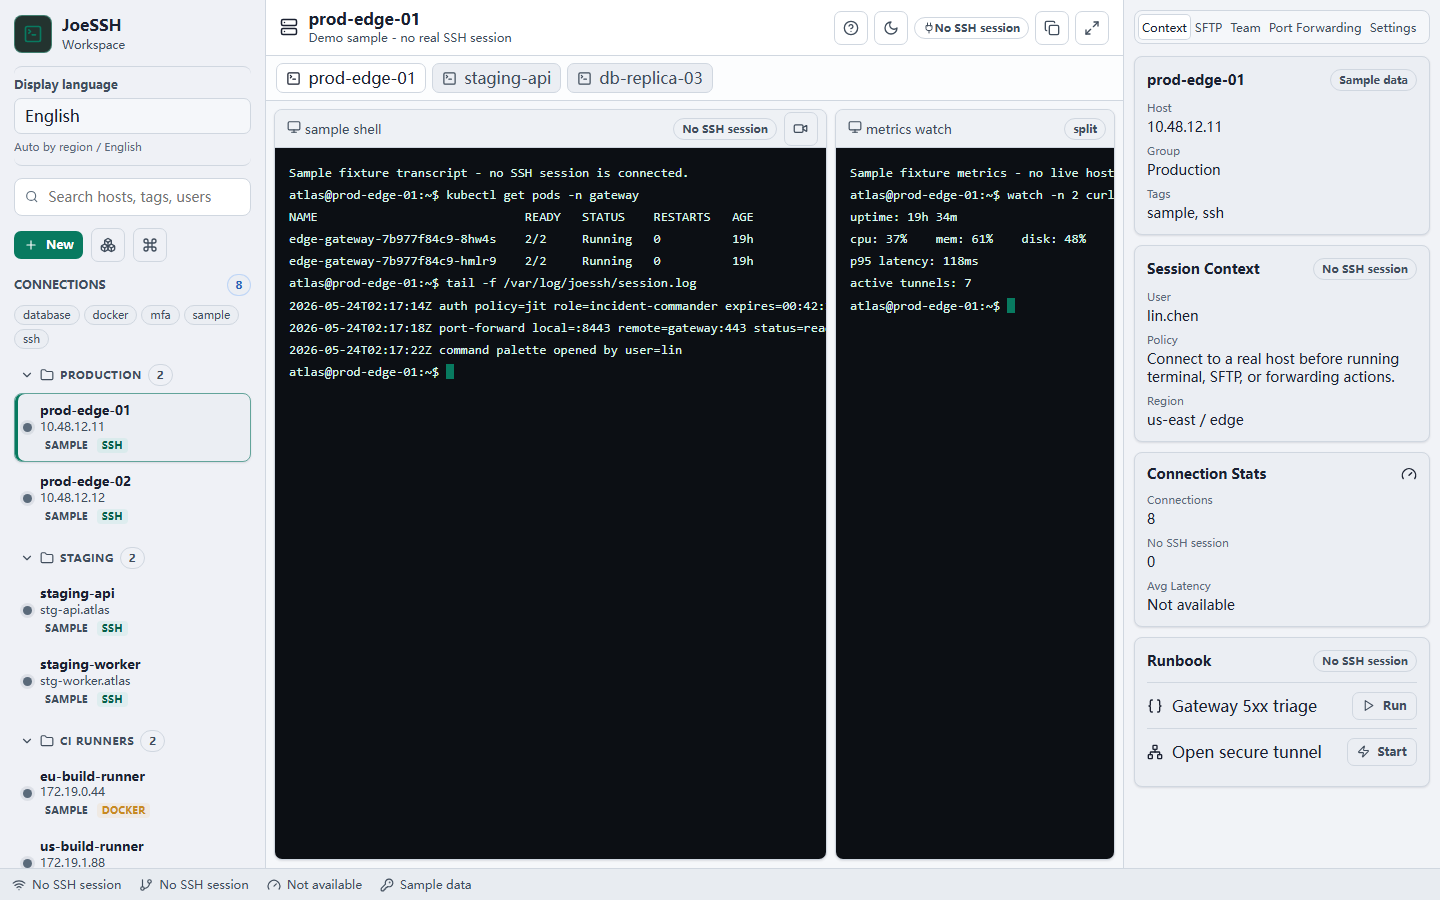 JoeSSH
Workspace
Display language
English
Auto by region / English
Search hosts, tags, users
New
CONNECTIONS 8
database docker mfa sample
ssh
PRODUCTION 2
prod-edge-01
10.48.12.11
SAMPLE SSH
prod-edge-02
10.48.12.12
SAMPLE SSH
STAGING 2
staging-api
stg-api.atlas
SAMPLE SSH
staging-worker
stg-worker.atlas
SAMPLE SSH
CI RUNNERS 2
eu-build-runner
172.19.0.44
SAMPLE DOCKER
us-build-runner
172.19.1.88
prod-edge-01
Demo sample - no real SSH session
No SSH session
prod-edge-01 staging-api db-replica-03
sample shell No SSH session
Sample fixture transcript - no SSH session is connected.
atlas@prod-edge-01:~$ kubectl get pods -n gateway
NAME READY STATUS RESTARTS AGE
edge-gateway-7b977f84c9-8hw4s 2/2 Running 0 19h
edge-gateway-7b977f84c9-hmlr9 2/2 Running 0 19h
atlas@prod-edge-01:~$ tail -f /var/log/joessh/session.log
2026-05-24T02:17:14Z auth policy=jit role=incident-commander expires=00:42:
2026-05-24T02:17:18Z port-forward local=:8443 remote=gateway:443 status=rea
2026-05-24T02:17:22Z command palette opened by user=lin
atlas@prod-edge-01:~$
metrics watch split
Sample fixture metrics - no live host
atlas@prod-edge-01:~$ watch -n 2 curl
uptime: 19h 34m
cpu: 37% mem: 61% disk: 48%
p95 latency: 118ms
active tunnels: 7
atlas@prod-edge-01:~$
Context SFTP Team Port Forwarding Settings
prod-edge-01 Sample data
Host
10.48.12.11
Group
Production
Tags
sample, ssh
Session Context No SSH session
User
lin.chen
Policy
Connect to a real host before running
terminal, SFTP, or forwarding actions.
Region
us-east / edge
Connection Stats
Connections
8
No SSH session
0
Avg Latency
Not available
Runbook No SSH session
Gateway 5xx triage Run
Open secure tunnel Start
No SSH session No SSH session Not available Sample data